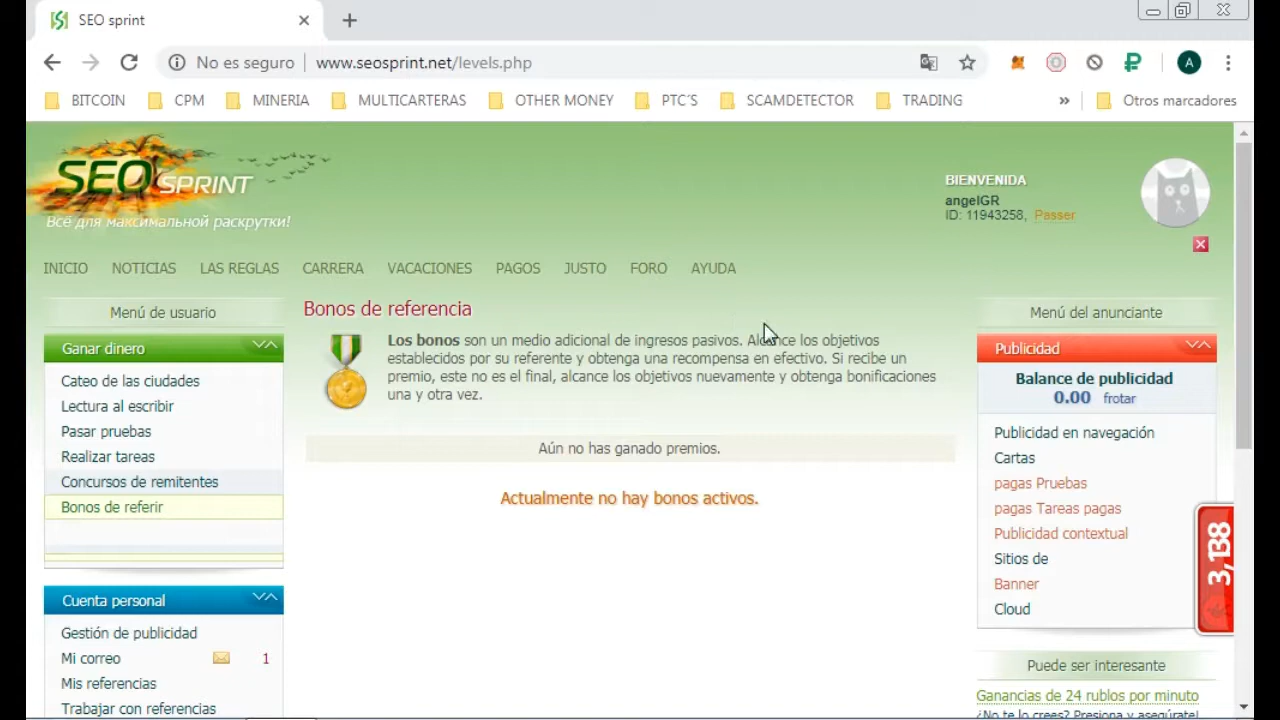 SEO sprint
No es seguro
www.seosprint.net/levels.php
A
BITCOIN
CPM
MINERIA
MULTICARTERAS
OTHER MONEY
PTC´S
SCAMDETECTOR
TRADING
»
Otros marcadores
SEO SPRINT
Всё для максимальной раскрутки!
BIENVENIDA
angelGR
ID: 11943258, Passer
INICIO
NOTICIAS
LAS REGLAS
CARRERA
VACACIONES
PAGOS
JUSTO
FORO
AYUDA
Menú de usuario
Ganar dinero
Cateo de las ciudades
Lectura al escribir
Pasar pruebas
Realizar tareas
Concursos de remitentes
Bonos de referir
Cuenta personal
Gestión de publicidad
Mi correo 1
Mis referencias
Trabajar con referencias
Bonos de referencia
Los bonos son un medio adicional de ingresos pasivos. Alcance los objetivos
establecidos por su referente y obtenga una recompensa en efectivo. Si recibe un
premio, este no es el final, alcance los objetivos nuevamente y obtenga bonificaciones
una y otra vez.
Aún no has ganado premios.
Actualmente no hay bonos activos.
Menú del anunciante
Publicidad
Balance de publicidad
0.00 frotar
Publicidad en navegación
Cartas
pagas Pruebas
pagas Tareas pagas
Publicidad contextual
Sitios de
Banner
Cloud
3,138
Puede ser interesante
Ganancias de 24 rublos por minuto
¿No te lo crees? ¡Presiona y asegúrate!